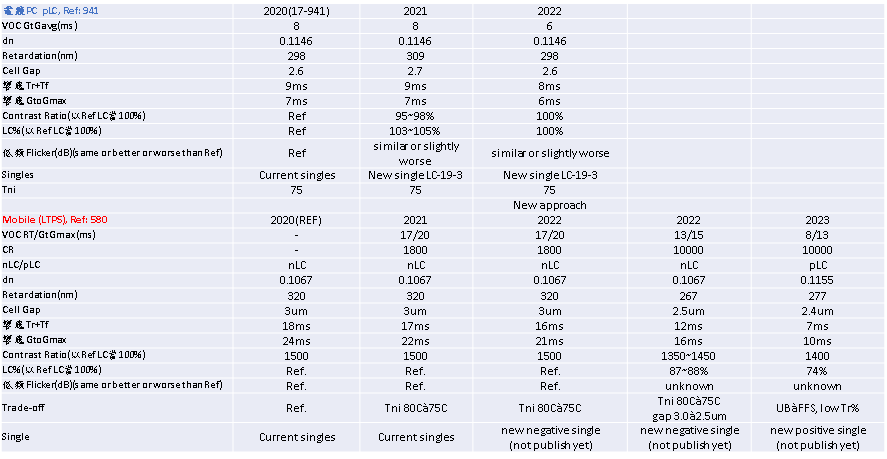 電競PC pLC, Ref: 941 2020(17-941) 2021 2022
VOC GtGavg(ms) 8 8 6
dn 0.1146 0.1146 0.1146
Retardation(nm) 298 309 298
Cell Gap 2.6 2.7 2.6
響應Tr+Tf 9ms 9ms 8ms
響應GtoGmax 7ms 7ms 6ms
Contrast Ratio(以Ref LC當100%) Ref 95~98% 100%
LC%(以Ref LC當100%) Ref 103~105% 100%
低頻Flicker(dB)(same or better or worse than Ref) Ref similar or slightly worse similar or slightly worse
Singles Current singles New single LC-19-3 New single LC-19-3
Tni 75 75 75
New approach
Mobile (LTPS), Ref: 580 2020(REF) 2021 2022 2022 2023
VOC RT/GtGmax(ms) - 17/20 17/20 13/15 8/13
CR - 1800 1800 10000 10000
nLC/pLC nLC nLC nLC nLC pLC
dn 0.1067 0.1067 0.1067 0.1067 0.1155
Retardation(nm) 320 320 320 267 277
Cell Gap 3um 3um 3um 2.5um 2.4um
響應Tr+Tf 18ms 17ms 16ms 12ms 7ms
響應GtoGmax 24ms 22ms 21ms 16ms 10ms
Contrast Ratio(以Ref LC當100%) 1500 1500 1500 1350~1450 1400
LC%(以Ref LC當100%) Ref. Ref. Ref. 87~88% 74%
低頻Flicker(dB)(same or better or worse than Ref) Ref. Ref. Ref. unknown unknown
Trade-off Ref. Tni 80Cà75C Tni 80Cà75C Tni 80Cà75C gap 3.0à2.5um UBàFFS, low Tr%
Single Current singles Current singles new negative single (not publish yet) new negative single (not publish yet) new positive single (not publish yet)